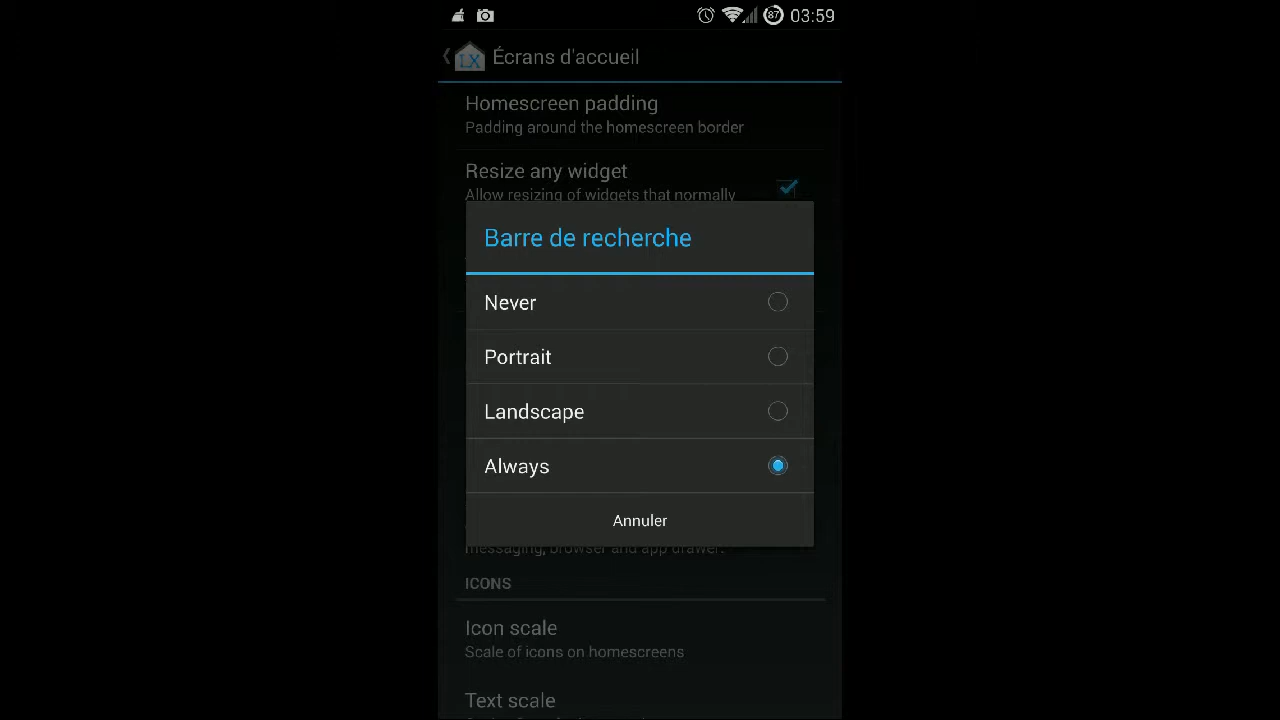 87 03:59
LX Écrans d'accueil
Homescreen padding
Padding around the homescreen border
Resize any widget
Allow resizing of widgets that normally
Barre de recherche
Never
Portrait
Landscape
Always
Annuler
messaging, browser and app drawer.
ICONS
Icon scale
Scale of icons on homescreens
Text scale